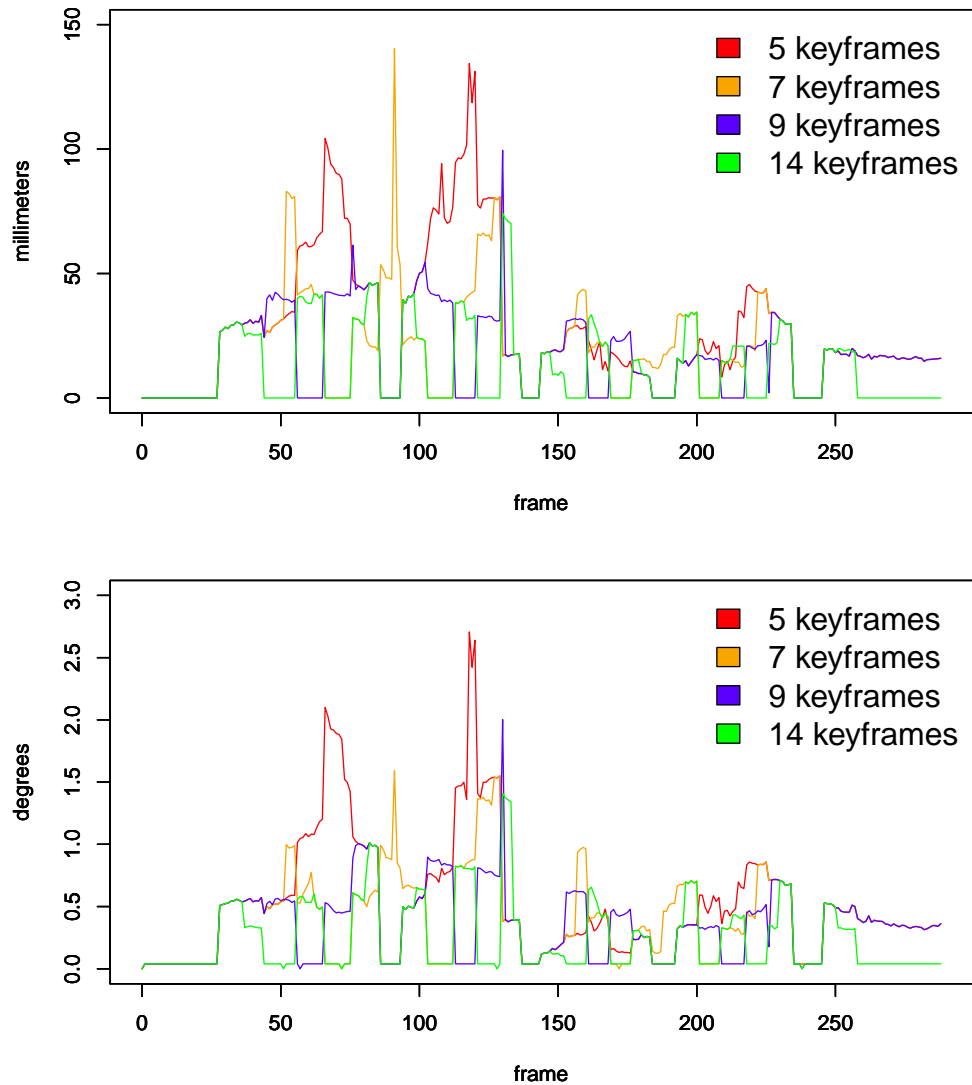 150
100
50
0
millimeters
5 keyframes
7 keyframes
9 keyframes
14 keyframes
0 50 100 150 200 250
frame
3.0
2.5
2.0
1.5
1.0
0.5
0.0
degrees
5 keyframes
7 keyframes
9 keyframes
14 keyframes
0 50 100 150 200 250
frame